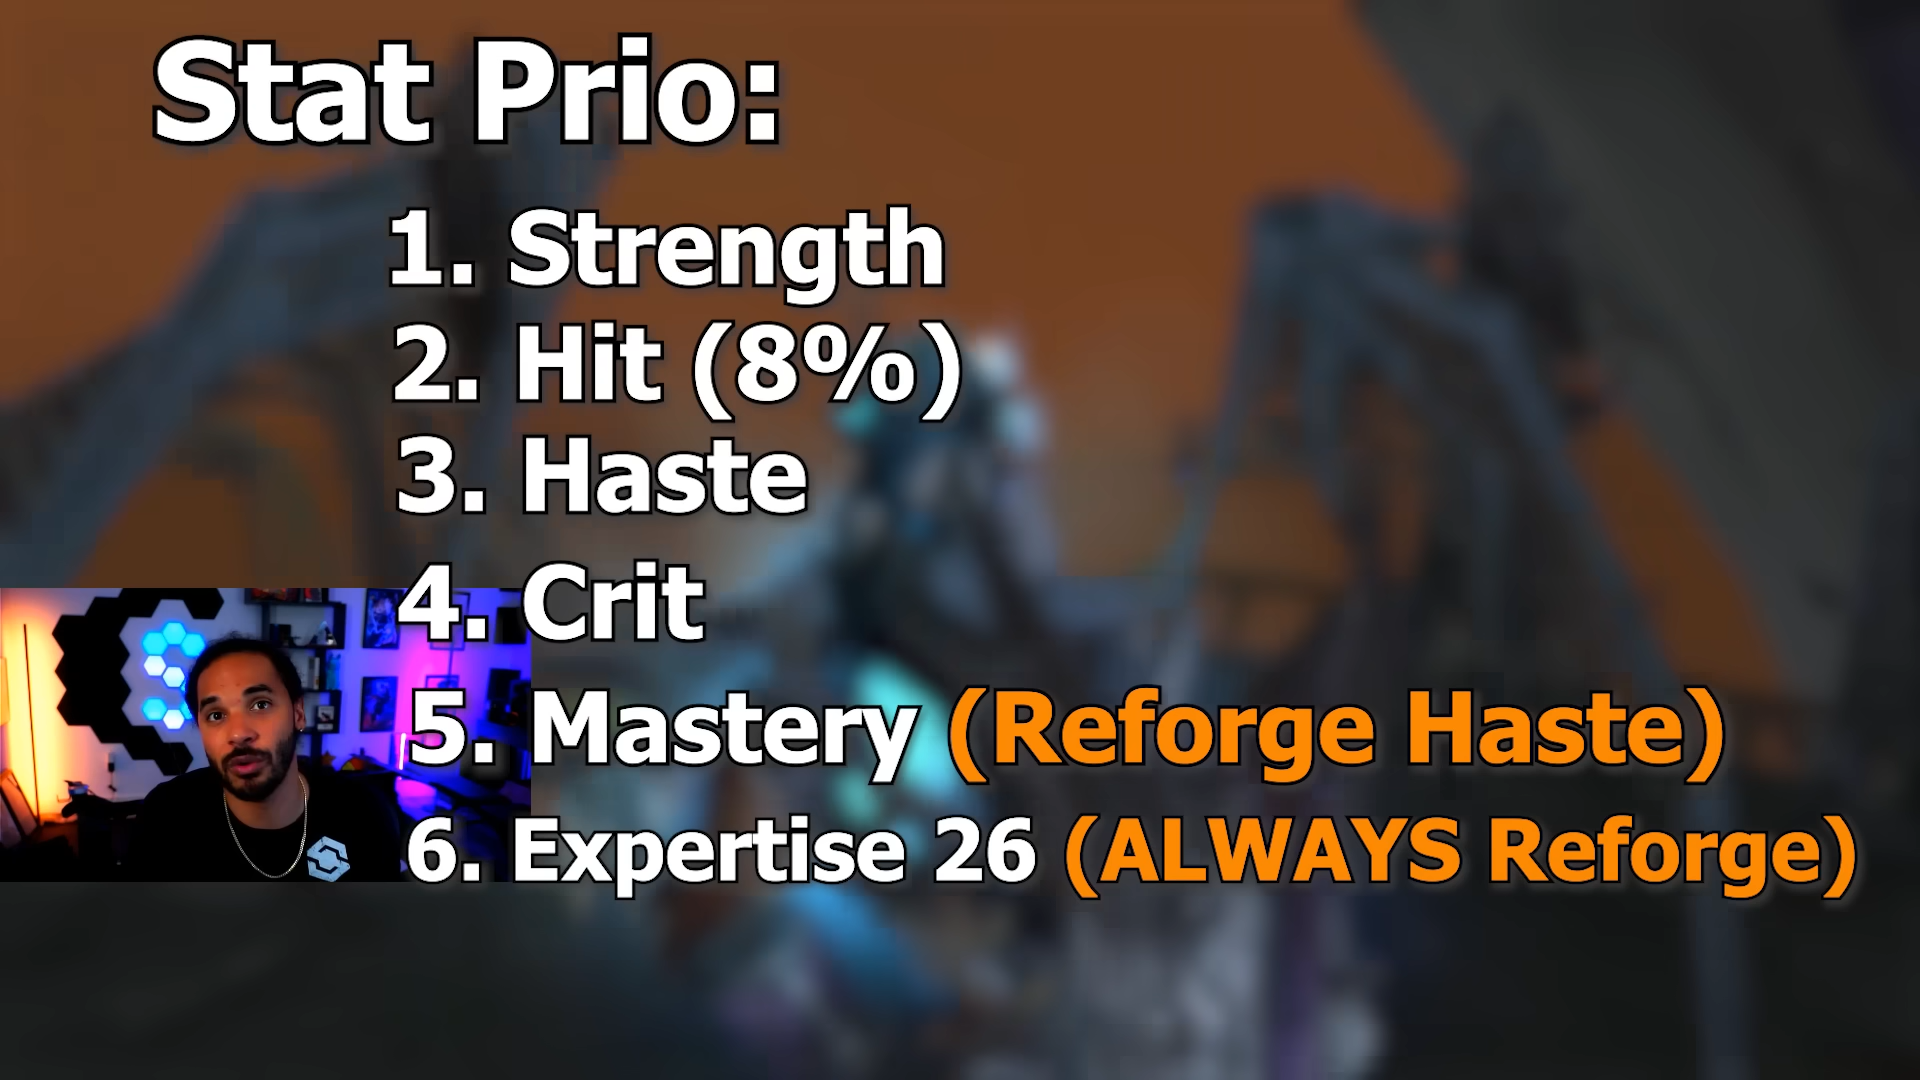 Stat Prio:
1. Strength
2. Hit (8%)
3. Haste
4. Crit
5. Mastery (Reforge Haste)
6. Expertise 26 (ALWAYS Reforge)